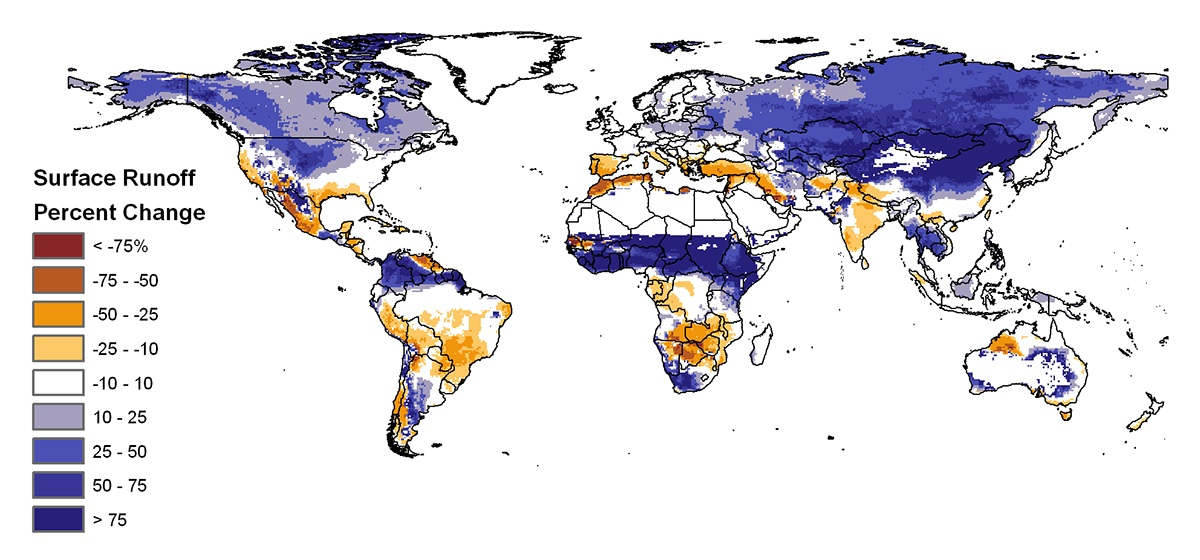 Surface Runoff
Percent Change
< -75%
-75 - -50
-50 - -25
-25 - -10
-10 - 10
10 - 25
25 - 50
50 - 75
> 75